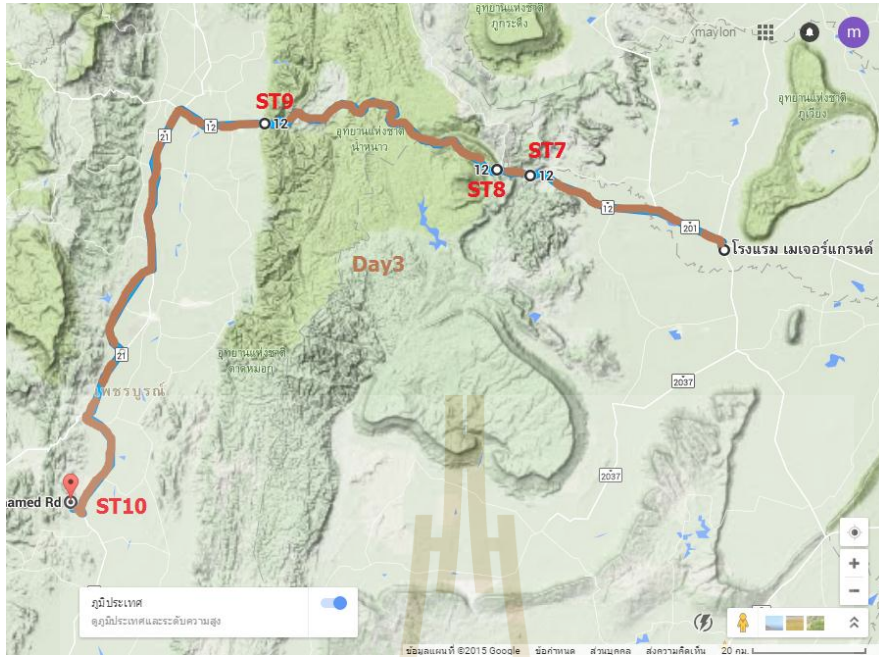 อุทยานแห่งชาติ
ภูกระดึง
maylon
m
อุทยานแห่งชาติ
ภูเวียง
ST9
12
21
12
อุทยานแห่งชาติ
น้ำหนาว
ST7
12
12
ST8
12
201
โรงแรม เมเจอร์แกรนด์
Day3
21
อุทยานแห่งชาติ
ตาดหมอก
เพชรบูรณ์
2037
2037
named Rd
ST10
ภูมิประเทศ
ดูภูมิประเทศและระดับความสูง
ข้อมูลแผนที่ ©2015 Google ข้อกำหนด ส่วนบุคคล ส่งความคิดเห็น 20 กม.